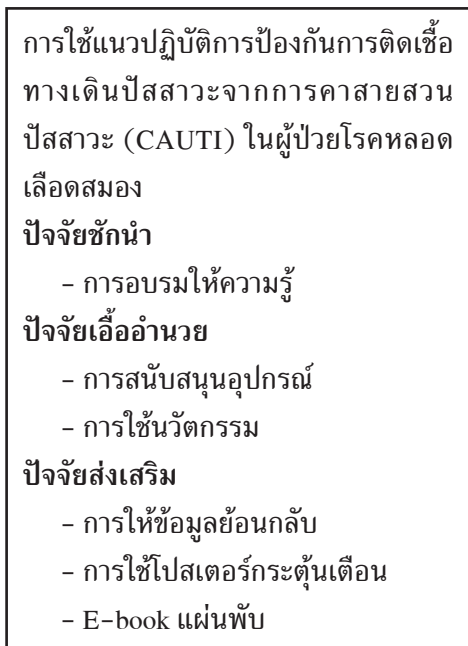 การใช้แนวปฏิบัติการป้องกันการติดเชื้อ
ทางเดินปัสสาวะจากการคาสายสวน
ปัสสาวะ (CAUTI) ในผู้ป่วยโรคหลอด
เลือดสมอง
ปัจจัยชักนำ
- การอบรมให้ความรู้
ปัจจัยเอื้ออำนวย
- การสนับสนุนอุปกรณ์
- การใช้นวัตกรรม
ปัจจัยส่งเสริม
- การให้ข้อมูลย้อนกลับ
- การใช้โปสเตอร์กระตุ้นเตือน
- E-book แผ่นพับ